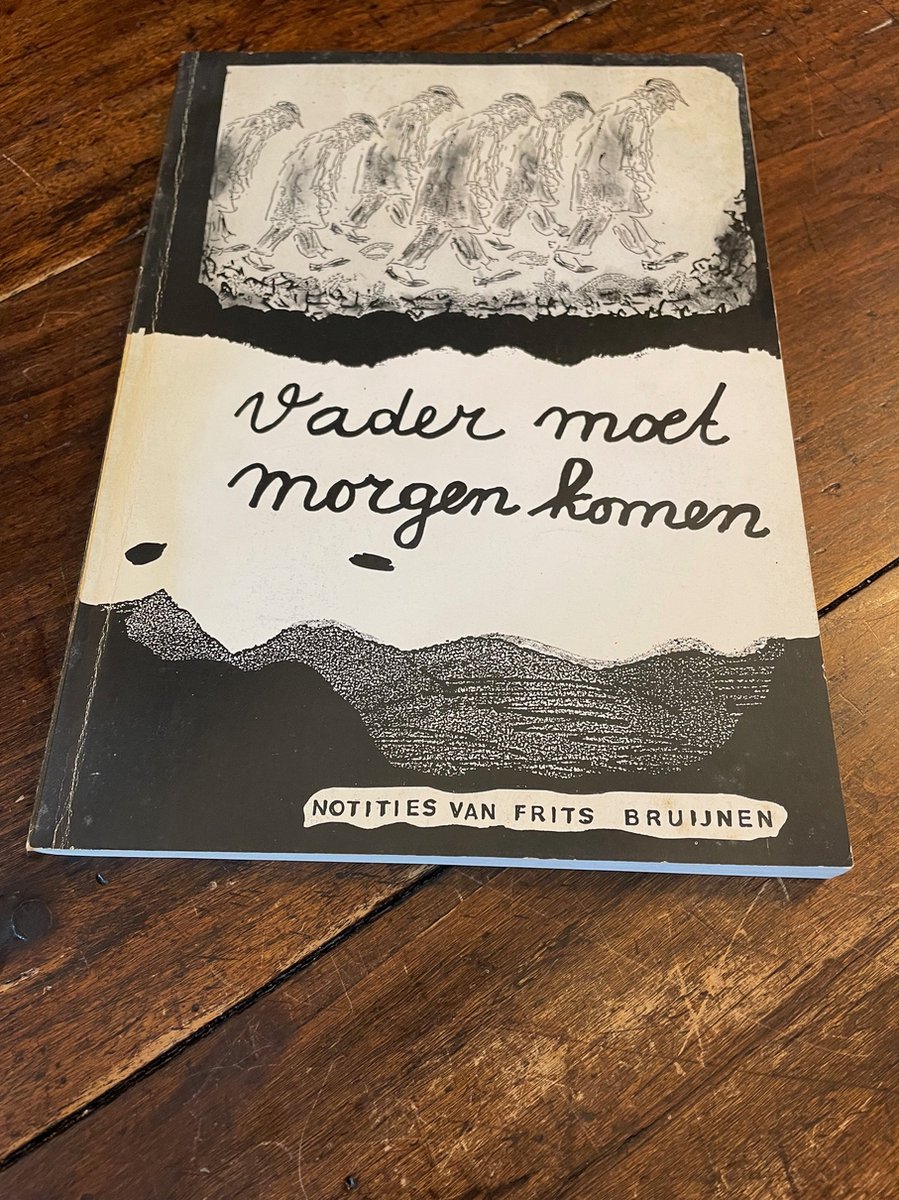 Vader moet
morgen komen
NOTITIES VAN FRITS BRUIJNEN